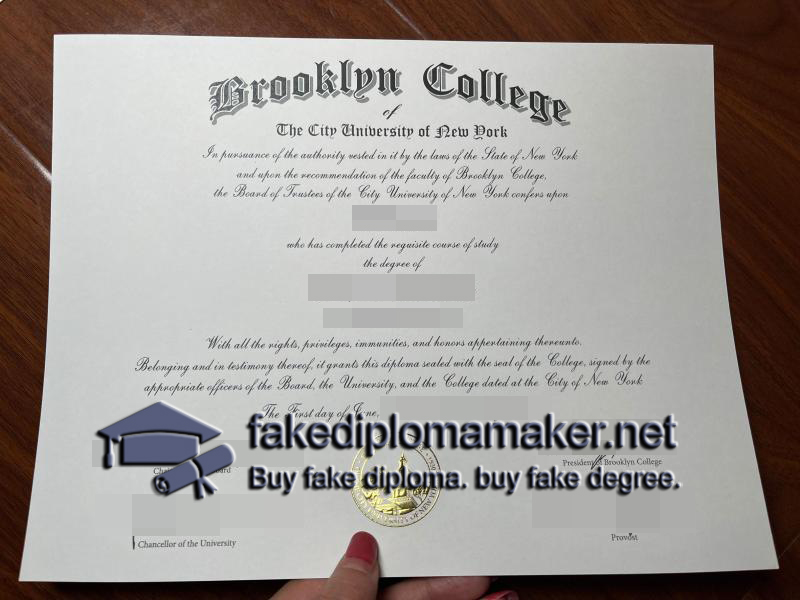 Brooklyn College
of
The City University of New York
In pursuance of the authority vested in it by the laws of the State of New York
and upon the recommendation of the faculty of Brooklyn College,
the Board of Trustees of the City University of New York confers upon
who has completed the requisite course of study
the degree of
With all the rights, privileges, immunities, and honors appertaining thereunto.
Belonging and in testimony thereof, it grants this diploma sealed with the seal of the College, signed by the
appropriate officers of the Board, the University, and the College dated at the City of New York
The First day of June,
fakediplomamaker.net
President of Brooklyn College
Buy fake diploma. buy fake degree.
Chancellor of the University
Provost